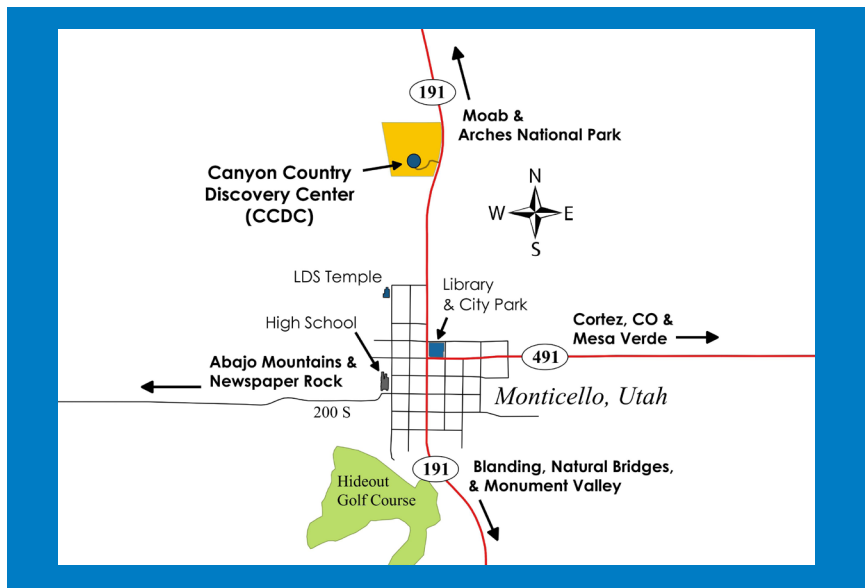 191
Moab &
Arches National Park
Canyon Country
Discovery Center
(CCDC)
N
W E
S
LDS Temple
Library
& City Park
High School
Cortez, CO &
Mesa Verde
491
Abajo Mountains &
Newspaper Rock
Monticello, Utah
200 S
191
Blanding, Natural Bridges,
& Monument Valley
Hideout
Golf Course